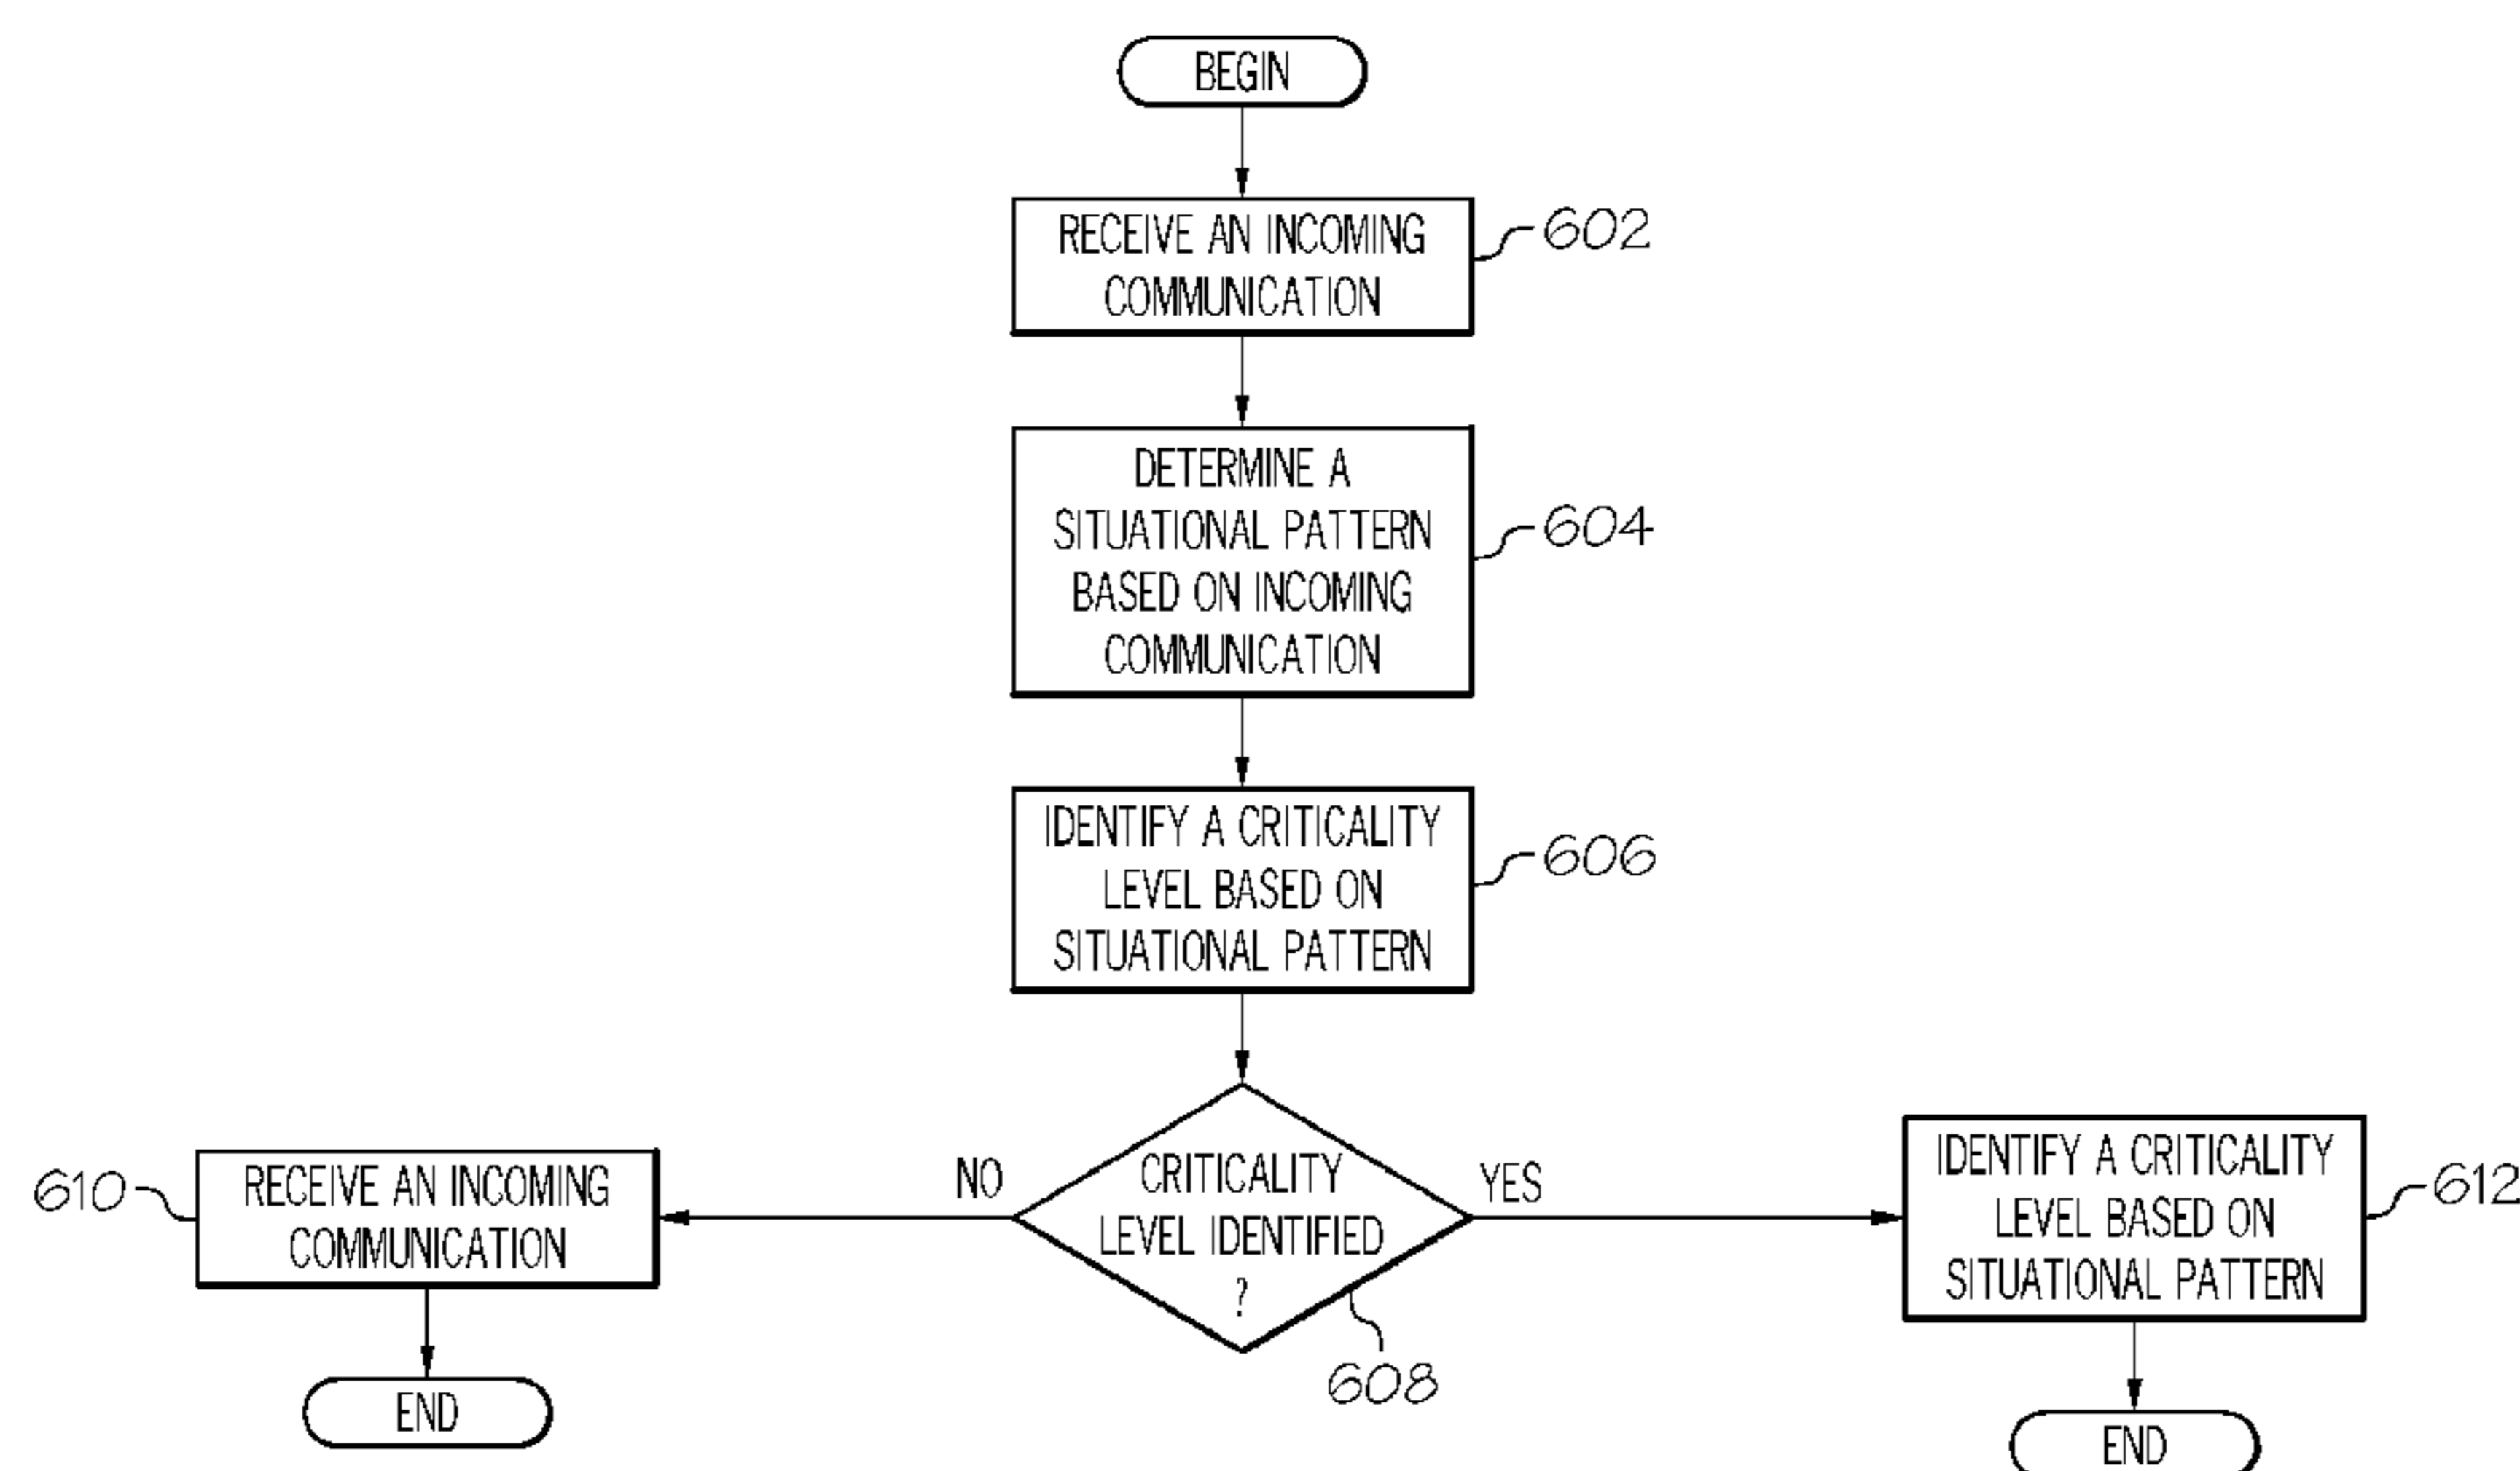 BEGIN
RECEIVE AN INCOMING
COMMUNICATION
602
DETERMINE A
SITUATIONAL PATTERN
BASED ON INCOMING
COMMUNICATION
604
IDENTIFY A CRITICALITY
LEVEL BASED ON
SITUATIONAL PATTERN
606
CRITICALITY
LEVEL IDENTIFIED
?
608
NO
610
RECEIVE AN INCOMING
COMMUNICATION
END
YES
IDENTIFY A CRITICALITY
LEVEL BASED ON
SITUATIONAL PATTERN
612
END